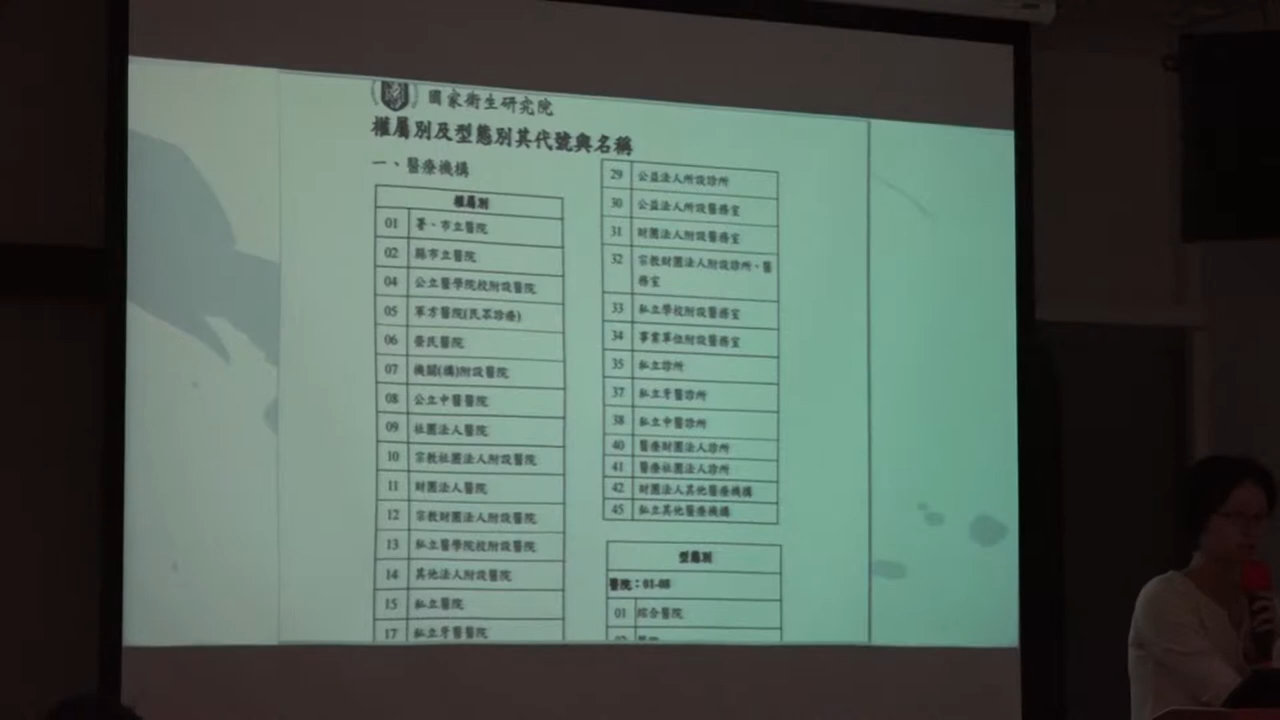 國家衛生研究院
權屬別及型態別其代號與名稱
一、醫療機構
權屬別
01 署、市立醫院
02 縣市立醫院
04 公立醫學院校附設醫院
05 軍方醫院(民眾診療)
06 榮民醫院
07 機關(構)附設醫院
08 公立中醫醫院
09 社團法人醫院
10 宗教社團法人附設醫院
11 財團法人醫院
12 宗教財團法人附設醫院
13 私立醫學院校附設醫院
14 其他法人附設醫院
15 私立醫院
17 私立牙醫醫院
29 公益法人所設診所
30 公益法人所設醫務室
31 財團法人附設醫務室
32 宗教財團法人附設診所、醫
務室
33 私立學校附設醫務室
34 事業單位附設醫務室
35 私立診所
37 私立牙醫診所
38 私立中醫診所
40 醫療財團法人診所
41 醫療社團法人診所
42 財團法人其他醫療機構
45 私立其他醫療機構
型態別
醫院：01-08
01 綜合醫院